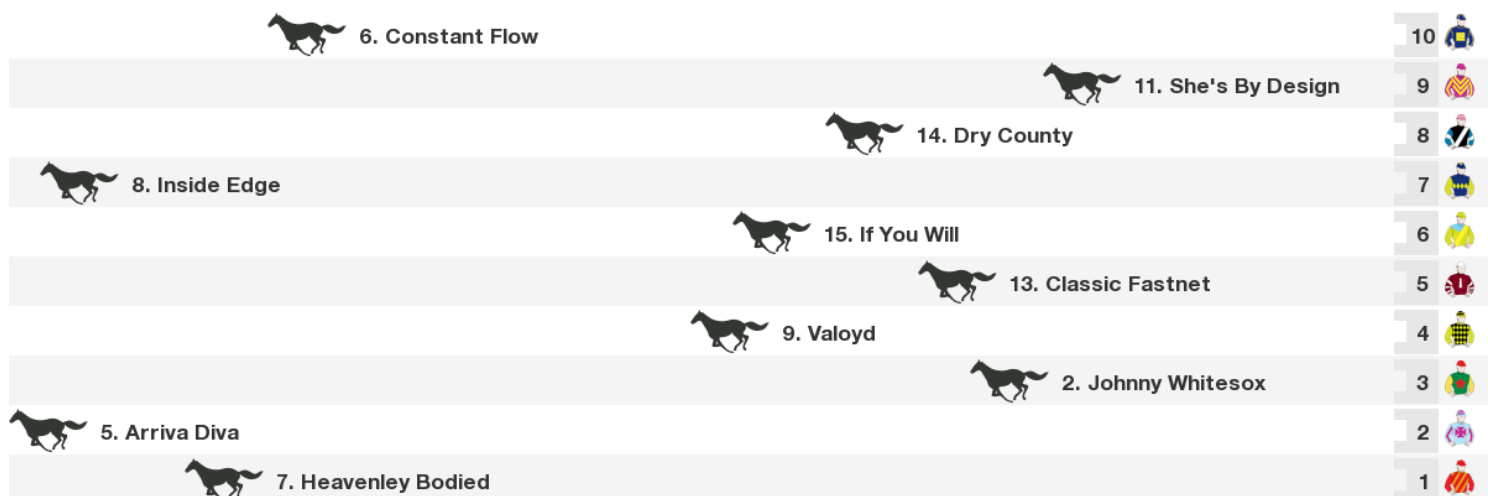 6. Constant Flow 10
11. She's By Design 9
14. Dry County 8
8. Inside Edge 7
15. If You Will 6
13. Classic Fastnet 5
9. Valoyd 4
2. Johnny Whitesox 3
5. Arriva Diva 2
7. Heavenley Bodied 1